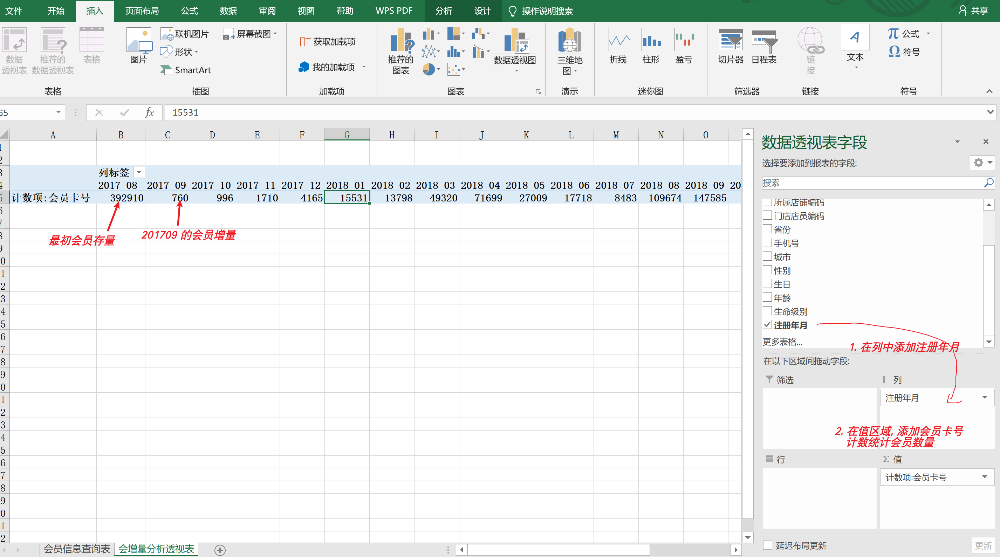 文件 开始 插入 页面布局 公式 数据 审阅 视图 帮助 WPS PDF 分析 设计 操作说明搜索 共享
数据
透视表
推荐的
数据透视表
表格
表格
图片
联机图片
形状
SmartArt
屏幕截图
插图
获取加载项
我的加载项
加载项
推荐的
图表
数据透视图
图表
三维地
图
演示
折线
柱形
盈亏
迷你图
切片器
日程表
筛选器
链
接
链接
文本
π 公式
Ω 符号
符号
G5
fx
15531
A B C D E F G H I J K L M N O
1
2
3 列标签
4 2017-08 2017-09 2017-10 2017-11 2017-12 2018-01 2018-02 2018-03 2018-04 2018-05 2018-06 2018-07 2018-08 2018-09 20
5 计数项:会员卡号 392910 760 996 1710 4165 15531 13798 49320 71699 27009 17718 8483 109674 147585
6
7
8
9
0
1
2
3
4
5
6
7
8
9
0
1
2
3
4
5
6
7
8
9
0
1
2
最初会员存量
201709 的会员增量
数据透视表字段
选择要添加到报表的字段:
搜索
所属店铺编码
门店店员编码
省份
手机号
城市
性别
生日
年龄
生命级别
注册年月
更多表格...
1. 在列中添加注册年月
在以下区域间拖动字段:
筛选
列
注册年月
2. 在值区域, 添加会员卡号
计数统计会员数量
行
Σ 值
计数项:会员卡号
延迟布局更新
更新
会员信息查询表 会增量分析透视表